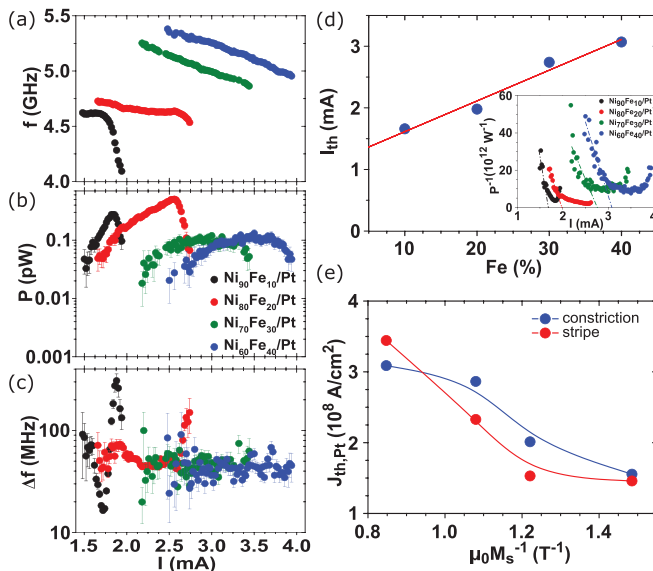 (a)
5.5
5.0
4.5
4.0
f (GHz)
(b)
0.1
0.01
0.001
P (pW)
Ni90Fe10/Pt
Ni80Fe20/Pt
Ni70Fe30/Pt
Ni60Fe40/Pt
(c)
100
10
Δf (MHz)
1.5 2.0 2.5 3.0 3.5 4.0
I (mA)
(d)
4
3
2
1
0
Ith (mA)
10 20 30 40
Fe (%)
Ni90Fe10/Pt
Ni80Fe20/Pt
Ni70Fe30/Pt
Ni60Fe40/Pt
60
40
20
0
P-1(1012 W-1)
1 2 3 4
I (mA)
(e)
constriction
stripe
4
3
2
1
Jth,Pt (108 A/cm2)
0.8 1.0 1.2 1.4
μ0Ms-1 (T-1)